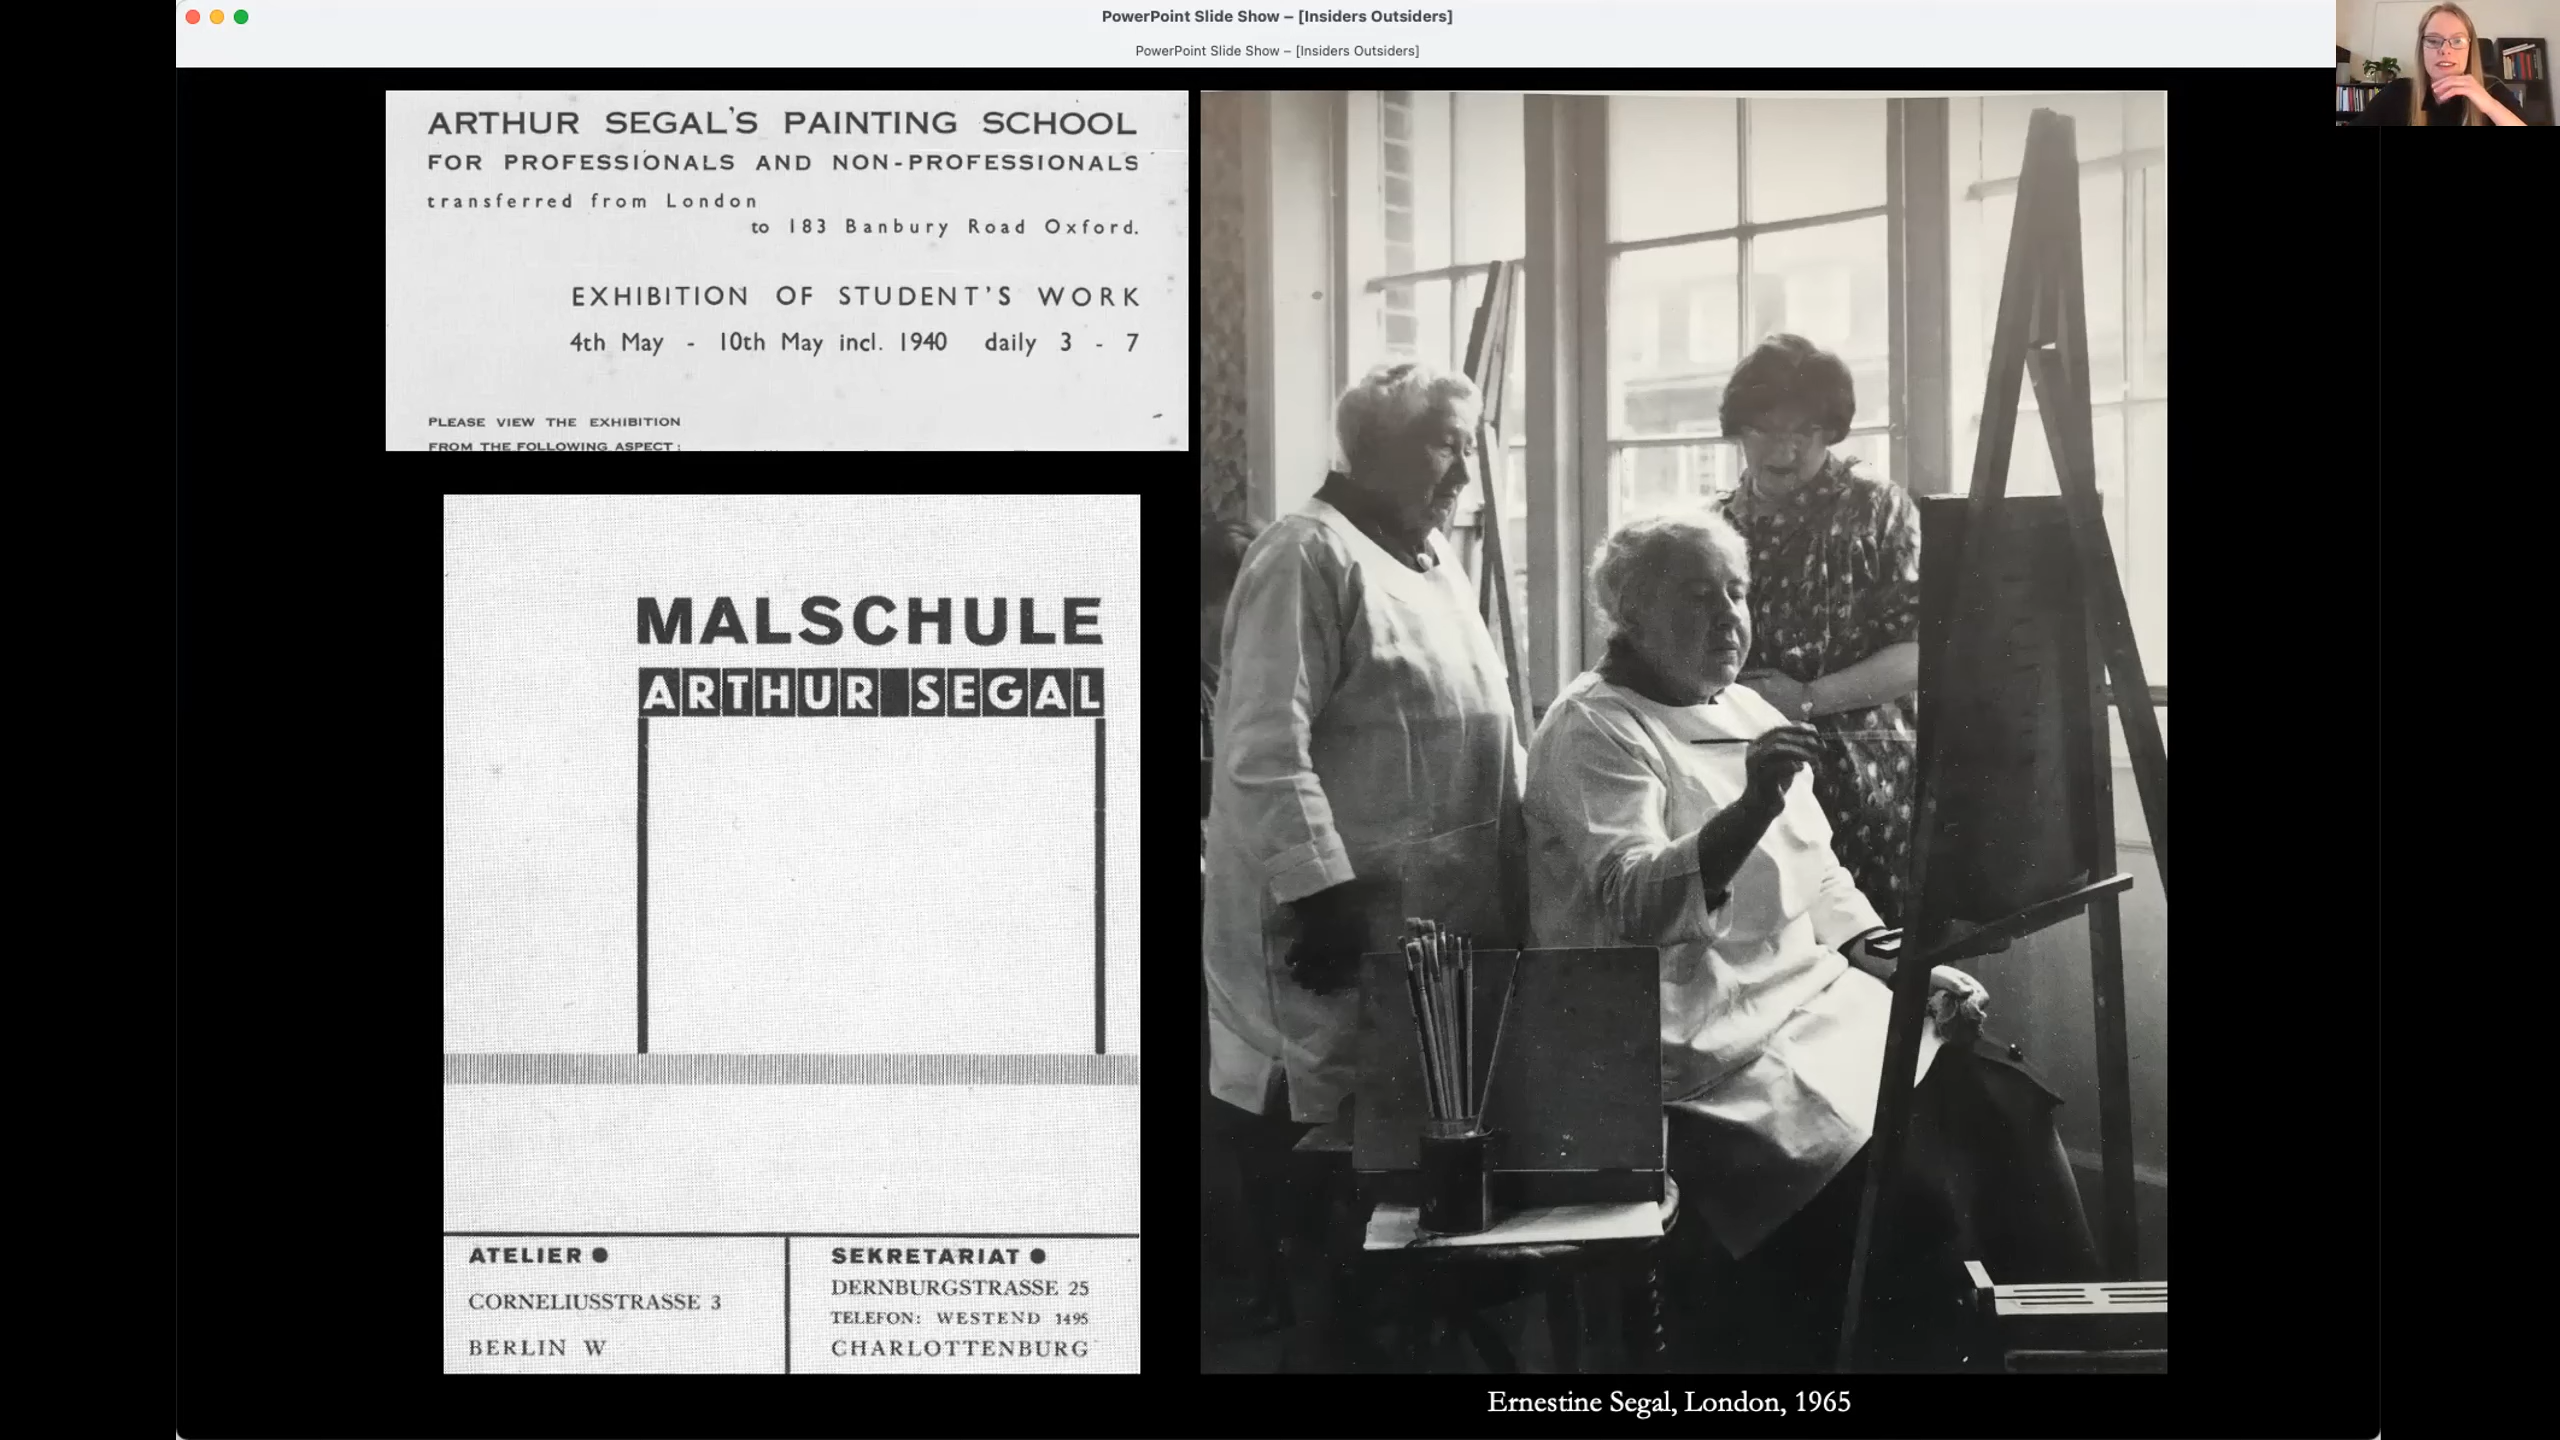 PowerPoint Slide Show – [Insiders Outsiders]
PowerPoint Slide Show – [Insiders Outsiders]
ARTHUR SEGAL'S PAINTING SCHOOL
FOR PROFESSIONALS AND NON-PROFESSIONALS
transferred from London
to 183 Banbury Road Oxford.
EXHIBITION OF STUDENT'S WORK
4th May - 10th May incl. 1940 daily 3 - 7
PLEASE VIEW THE EXHIBITION
FROM THE FOLLOWING ASPECT:
MALSCHULE
ARTHUR SEGAL
ATELIER ●
CORNELIUSSTRASSE 3
BERLIN W
SEKRETARIAT ●
DERNBURGSTRASSE 25
TELEFON: WESTEND 1495
CHARLOTTENBURG
Ernestine Segal, London, 1965